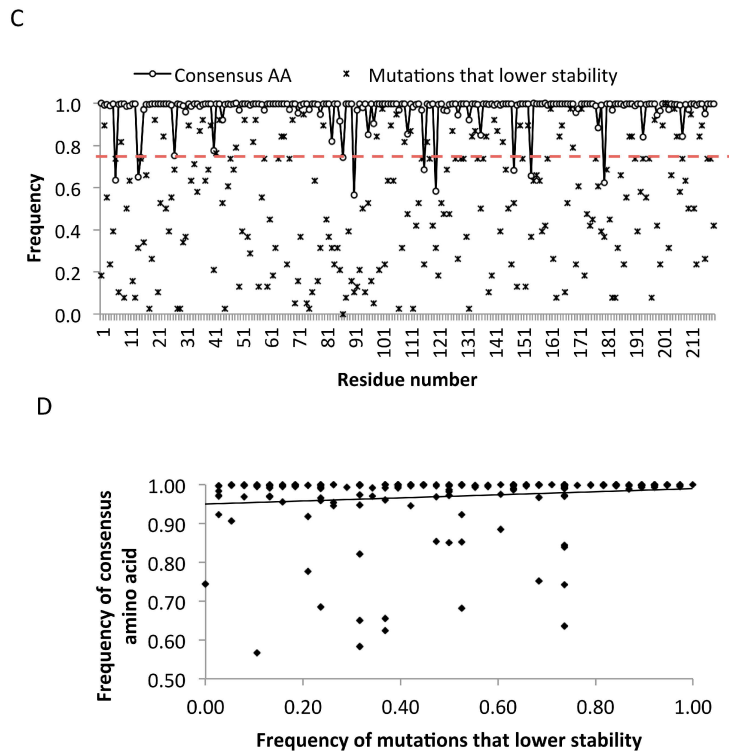 C
Consensus AA
Mutations that lower stability
1.0
0.8
0.6
0.4
0.2
0.0
Frequency
1 11 21 31 41 51 61 71 81 91 101 111 121 131 141 151 161 171 181 191 201 211
Residue number
D
1.00
0.90
0.80
0.70
0.60
0.50
Frequency of consensus
amino acid
0.00 0.20 0.40 0.60 0.80 1.00
Frequency of mutations that lower stability